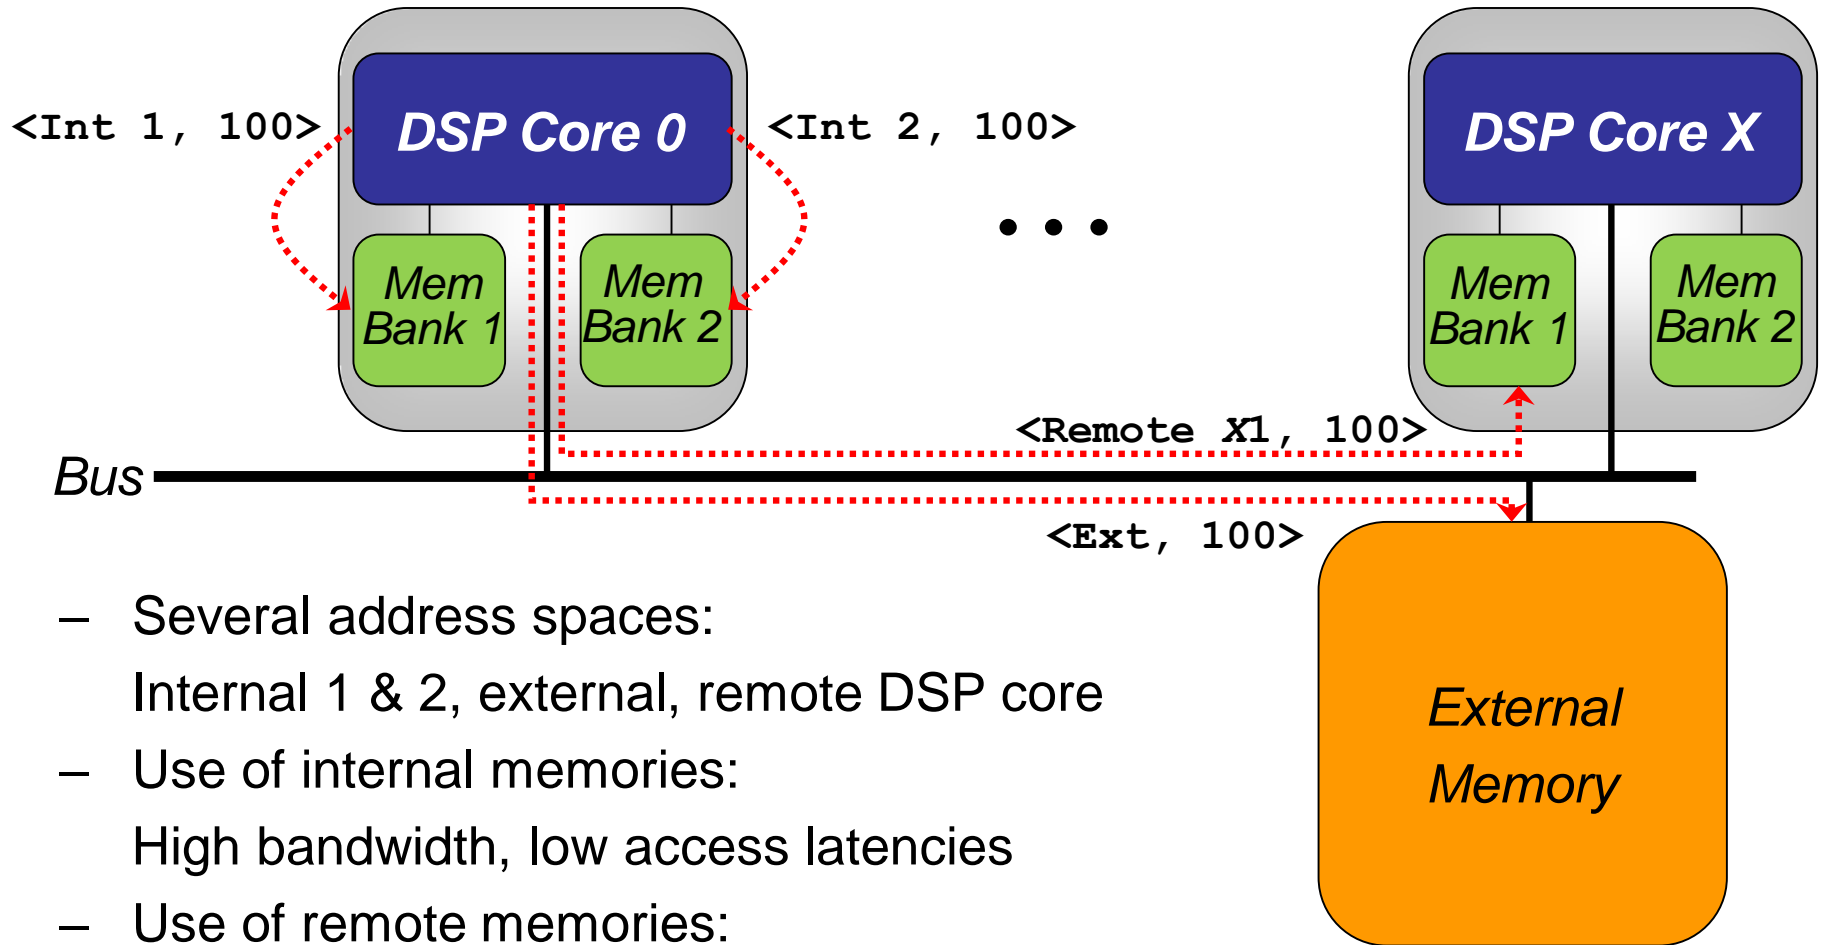 <Int 1, 100>
DSP Core 0
<Int 2, 100>
DSP Core X
• • •
Mem
Bank 1
Mem
Bank 2
Mem
Bank 1
Mem
Bank 2
<Remote X1, 100>
Bus
<Ext, 100>
– Several address spaces:
Internal 1 & 2, external, remote DSP core
– Use of internal memories:
High bandwidth, low access latencies
– Use of remote memories:
External
Memory